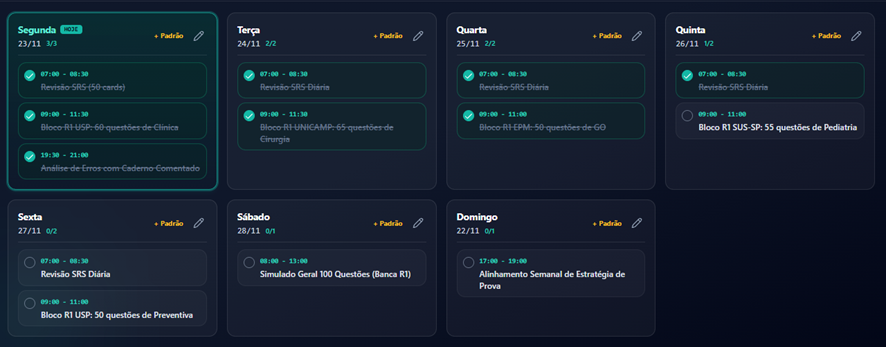 Segunda HOJE
23/11 3/3
+ Padrão
07:00 - 08:30
Revisão SRS (50 cards)
09:00 - 11:30
Bloco R1 USP: 60 questões de Clínica
19:30 - 21:00
Análise de Erros com Caderno Comentado
Terça
24/11 2/2
+ Padrão
07:00 - 08:30
Revisão SRS Diária
09:00 - 11:30
Bloco R1 UNICAMP: 65 questões de
Cirurgia
Quarta
25/11 2/2
+ Padrão
07:00 - 08:30
Revisão SRS Diária
09:00 - 11:00
Bloco R1 EPM: 50 questões de GO
Quinta
26/11 1/2
+ Padrão
07:00 - 08:30
Revisão SRS Diária
09:00 - 11:00
Bloco R1 SUS-SP: 55 questões de Pediatria
Sexta
27/11 0/2
+ Padrão
07:00 - 08:30
Revisão SRS Diária
09:00 - 11:00
Bloco R1 USP: 50 questões de Preventiva
Sábado
28/11 0/1
+ Padrão
08:00 - 13:00
Simulado Geral 100 Questões (Banca R1)
Domingo
22/11 0/1
+ Padrão
17:00 - 19:00
Alinhamento Semanal de Estratégia de
Prova